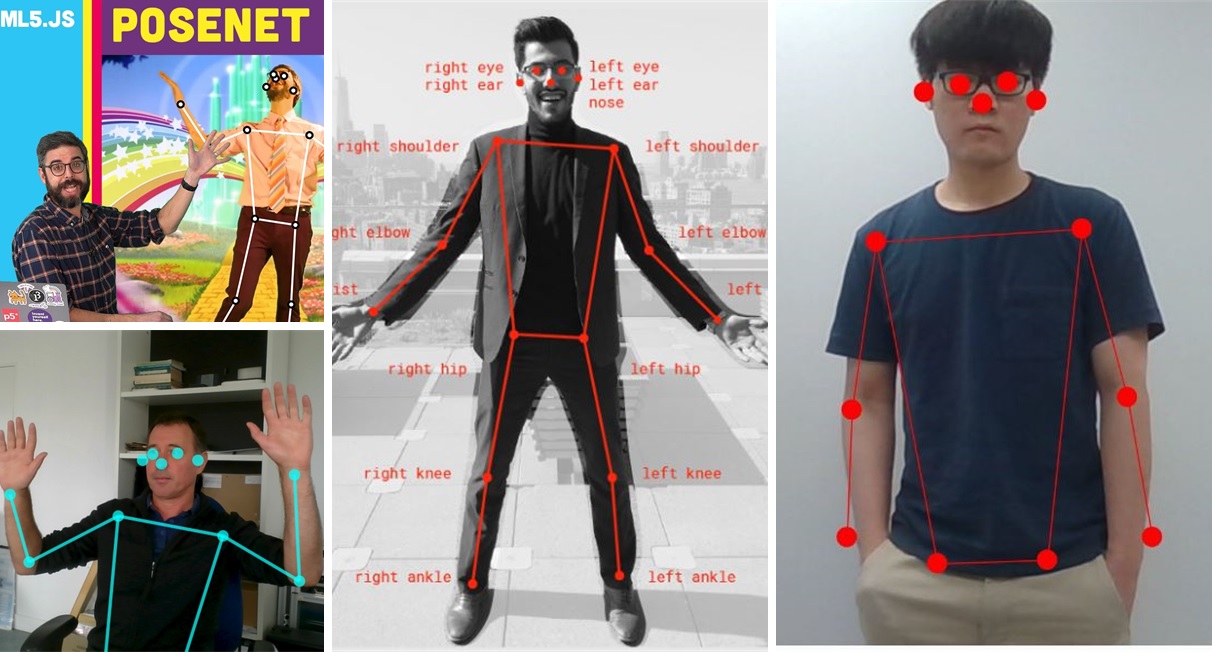 ML5.JS
POSENET
p5*
right eye
left eye
right ear
left ear
nose
right shoulder
left shoulder
ght elbow
left elbow
ist
left
right hip
left hip
right knee
left knee
right ankle
left ankle